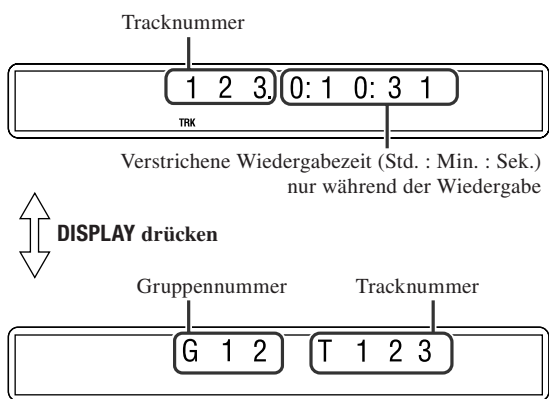 Tracknummer
1 2 3. 0:1 0:3 1
TRK
Verstrichene Wiedergabezeit (Std. : Min. : Sek.)
nur während der Wiedergabe
DISPLAY drücken
Gruppennummer Tracknummer
G 1 2 T 1 2 3